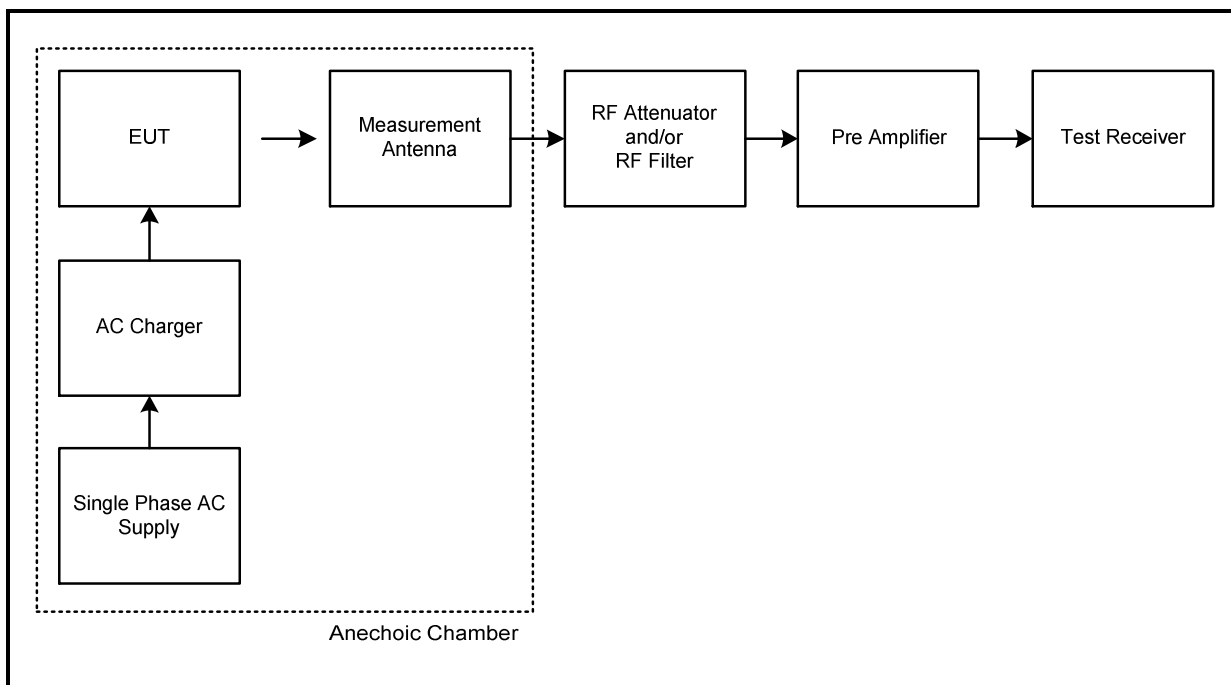 EUT
Measurement
Antenna
RF Attenuator
and/or
RF Filter
Pre Amplifier
Test Receiver
AC Charger
Single Phase AC
Supply
Anechoic Chamber